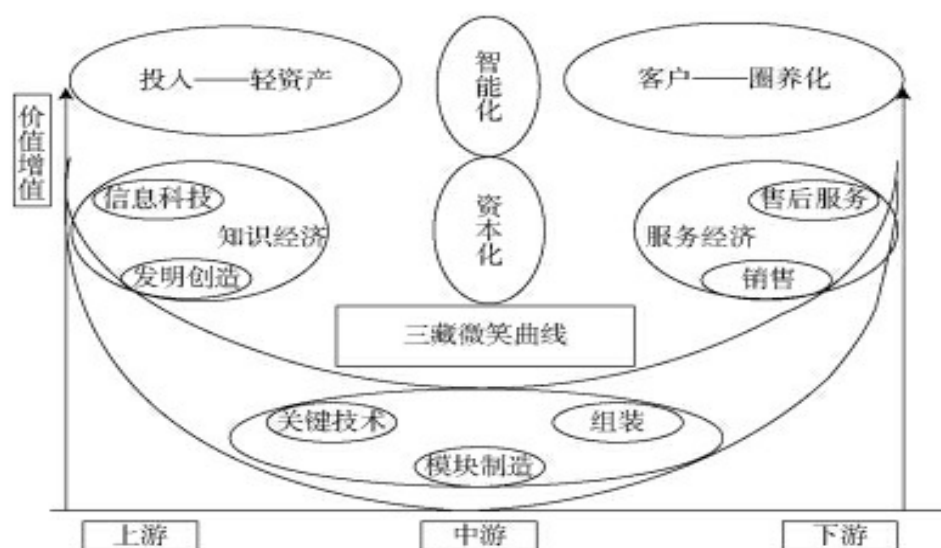 投入——轻资产
智能化
客户——圈养化
价值增值
信息科技
知识经济
发明创造
资本化
售后服务
服务经济
销售
三藏微笑曲线
关键技术
组装
模块制造
上游
中游
下游